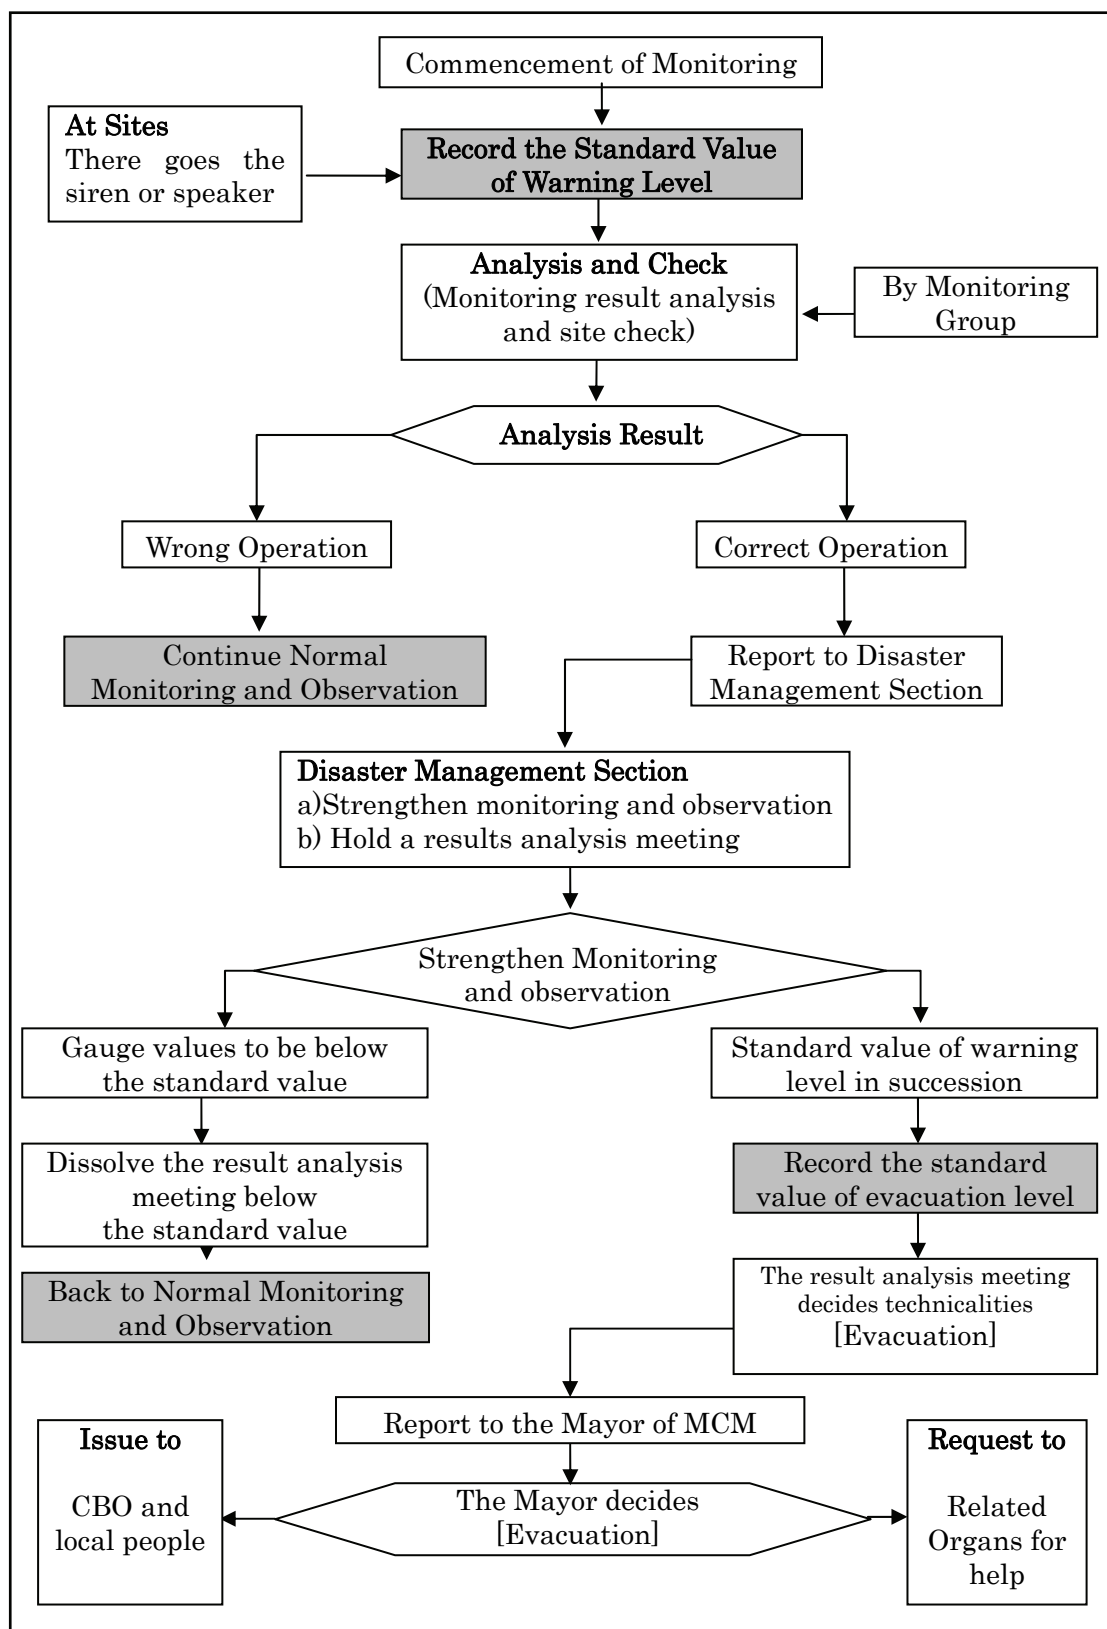 Commencement of Monitoring
At Sites
There goes the
siren or speaker
Record the Standard Value
of Warning Level
Analysis and Check
(Monitoring result analysis
and site check)
By Monitoring
Group
Analysis Result
Wrong Operation
Correct Operation
Continue Normal
Monitoring and Observation
Report to Disaster
Management Section
Disaster Management Section
a)Strengthen monitoring and observation
b) Hold a results analysis meeting
Strengthen Monitoring
and observation
Gauge values to be below
the standard value
Standard value of warning
level in succession
Dissolve the result analysis
meeting below
the standard value
Record the standard
value of evacuation level
Back to Normal Monitoring
and Observation
The result analysis meeting
decides technicalities
[Evacuation]
Report to the Mayor of MCM
Issue to
CBO and
local people
The Mayor decides
[Evacuation]
Request to
Related
Organs for
help